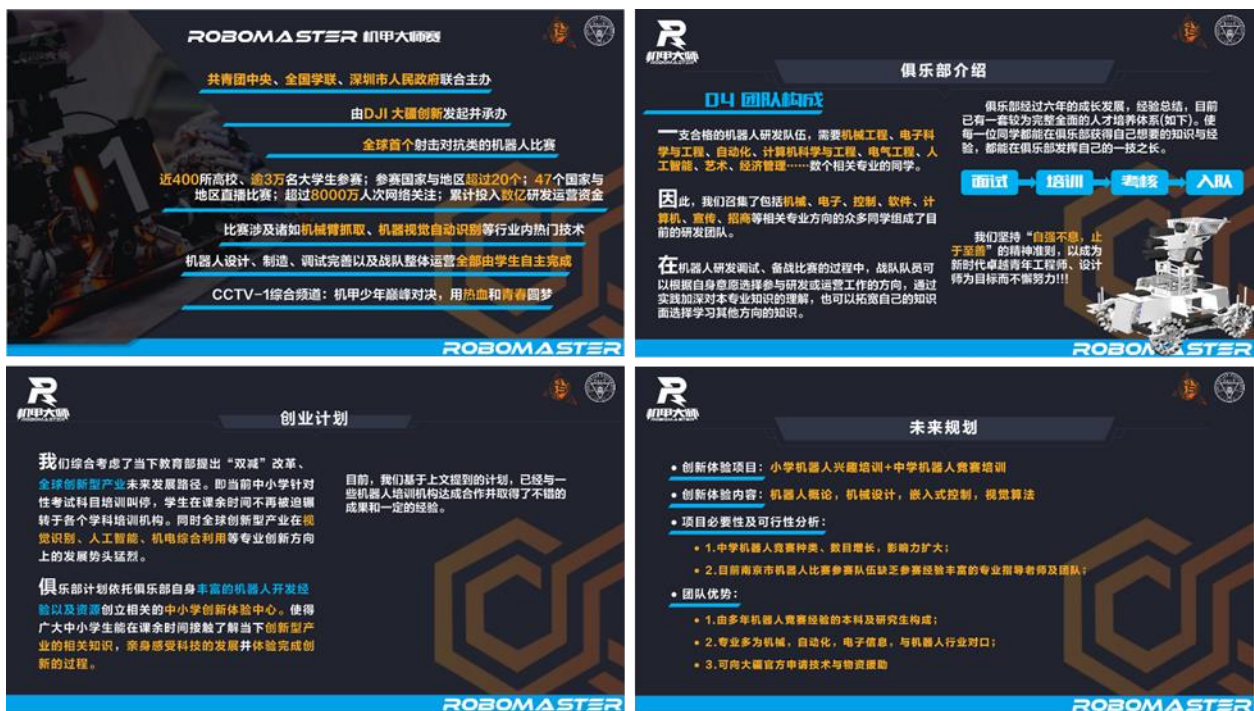 ROBOMASTER 机甲大师赛
共青团中央、全国学联、深圳市人民政府联合主办
由DJI 大疆创新发起并承办
全球首个射击对抗类的机器人比赛
近400所高校、逾3万名大学生参赛；参赛国家与地区超过20个；47个国家与
地区直播比赛；超过8000万人次网络关注；累计投入数亿研发运营资金
比赛涉及诸如机械臂抓取、机器视觉自动识别等行业内热门技术
机器人设计、制造、调试完善以及战队整体运营全部由学生自主完成
CCTV-1综合频道：机甲少年巅峰对决，用热血和青春圆梦
ROBOMASTER
机甲大师
ROBOMASTER
俱乐部介绍
04 团队构成
一支合格的机器人研发队伍，需要机械工程、电子科
学与工程、自动化、计算机科学与工程、电气工程、人
工智能、艺术、经济管理……数个相关专业的同学。
因此，我们召集了包括机械、电子、控制、软件、计
算机、宣传、招商等相关专业方向的众多同学组成了目
前的研发团队。
在机器人研发调试、备战比赛的过程中，战队队员可
以根据自身意愿选择参与研发或运营工作的方向，通过
实践加深对本专业知识的理解，也可以拓宽自己的知识
面选择学习其他方向的知识。
俱乐部经过六年的成长发展，经验总结，目前
已有一套较为完整全面的人才培养体系(如下)。使
每一位同学都能在俱乐部获得自己想要的知识与经
验，都能在俱乐部发挥自己的一技之长。
面试 培训 考核 入队
我们坚持“自强不息，止
于至善”的精神准则，以成为
新时代卓越青年工程师、设计
师为目标而不懈努力!!!
ROBOMASTER
机甲大师
ROBOMASTER
创业计划
我们综合考虑了当下教育部提出“双减”改革、
全球创新型产业未来发展路径。即当前中小学针对
性考试科目培训叫停，学生在课余时间不再被迫辗
转于各个学科培训机构。同时全球创新型产业在视
觉识别、人工智能、机电综合利用等专业创新方向
上的发展势头猛烈。
俱乐部计划依托俱乐部自身丰富的机器人开发经
验以及资源创立相关的中小学创新体验中心。使得
广大中小学生能在课余时间接触了解当下创新型产
业的相关知识，亲身感受科技的发展并体验完成创
新的过程。
目前，我们基于上文提到的计划，已经与一
些机器人培训机构达成合作并取得了不错的
成果和一定的经验。
ROBOMASTER
机甲大师
ROBOMASTER
未来规划
• 创新体验项目：小学机器人兴趣培训+中学机器人竞赛培训
• 创新体验内容：机器人概论，机械设计，嵌入式控制，视觉算法
• 项目必要性及可行性分析：
• 1.中学机器人竞赛种类、数目增长，影响力扩大；
• 2.目前南京市机器人比赛参赛队伍缺乏参赛经验丰富的专业指导老师及团队；
• 团队优势：
• 1.由多年机器人竞赛经验的本科及研究生构成；
• 2.专业多为机械，自动化，电子信息，与机器人行业对口；
• 3.可向大疆官方申请技术与物资援助
ROBOMASTER